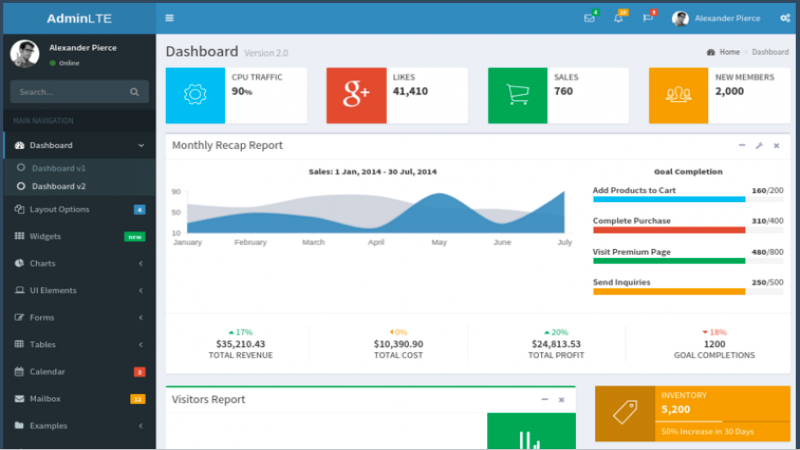 AdminLTE
4
10
9
Alexander Pierce
Alexander Pierce
Online
Search...
MAIN NAVIGATION
Dashboard
Dashboard v1
Dashboard v2
Layout Options 4
Widgets NEW
Charts
UI Elements
Forms
Tables
Calendar 3
Mailbox 12
Examples
Dashboard Version 2.0
Home > Dashboard
CPU TRAFFIC
90%
g+
LIKES
41,410
SALES
760
NEW MEMBERS
2,000
Monthly Recap Report
Sales: 1 Jan, 2014 - 30 Jul, 2014
90
50
10
January February March April May June July
Goal Completion
Add Products to Cart 160/200
Complete Purchase 310/400
Visit Premium Page 480/800
Send Inquiries 250/500
17%
$35,210.43
TOTAL REVENUE
0%
$10,390.90
TOTAL COST
20%
$24,813.53
TOTAL PROFIT
18%
1200
GOAL COMPLETIONS
Visitors Report
INVENTORY
5,200
50% Increase in 30 Days